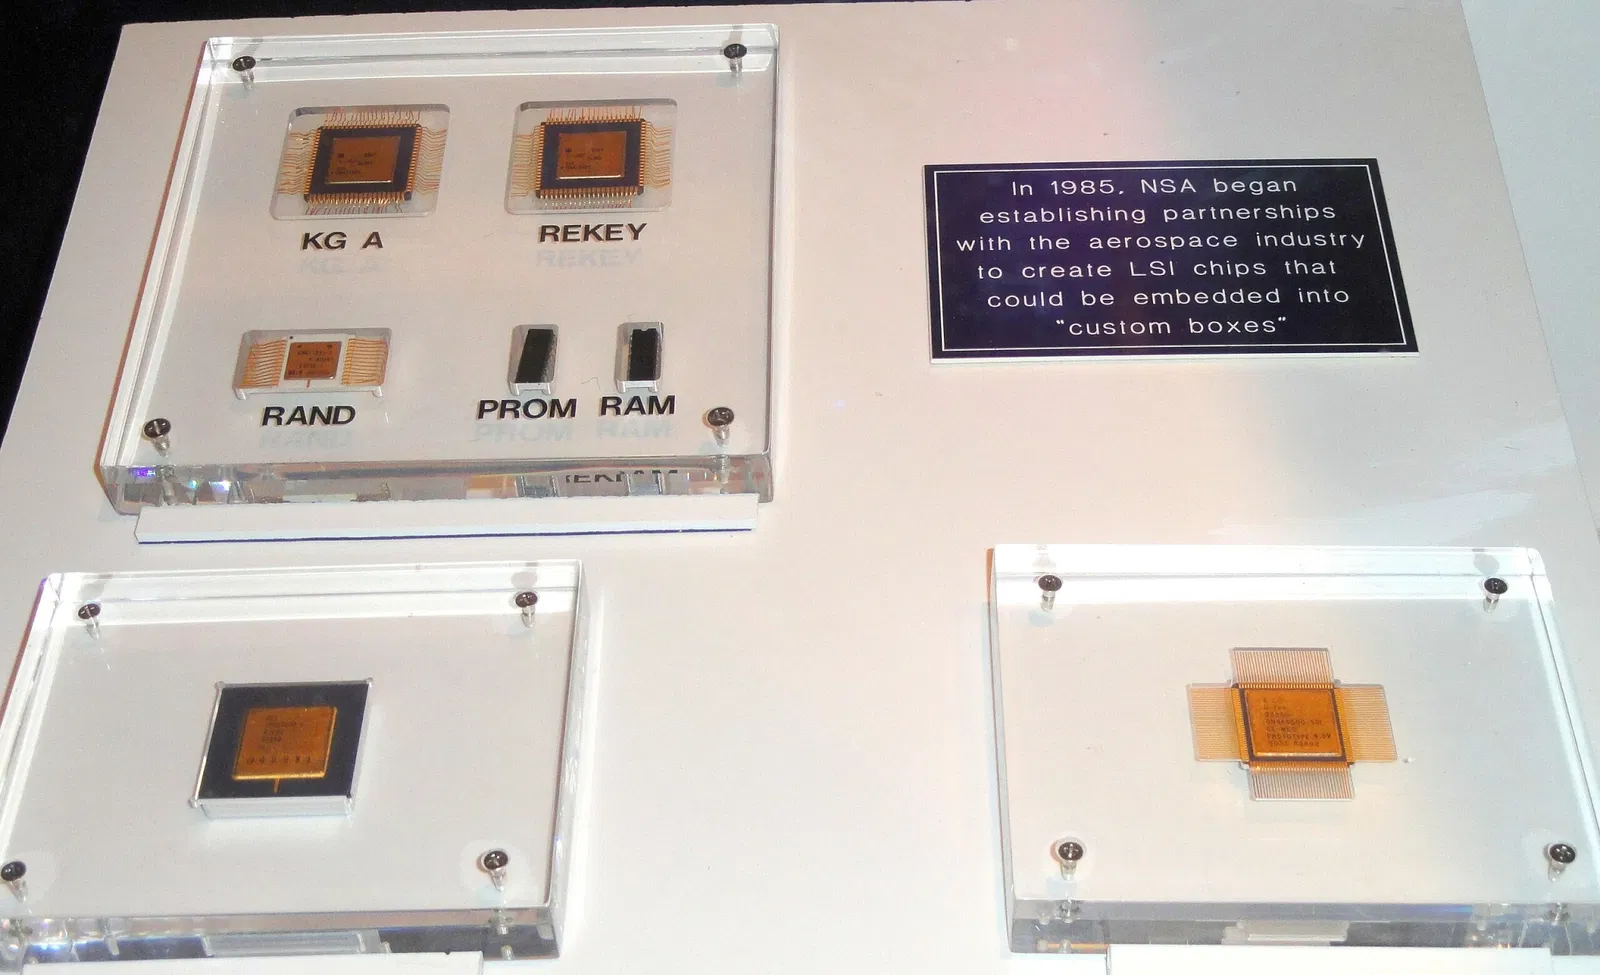 KG A
REKEY
RAND
PROM RAM
In 1985, NSA began
establishing partnerships
with the aerospace industry
to create LSI chips that
could be embedded into
"custom boxes"